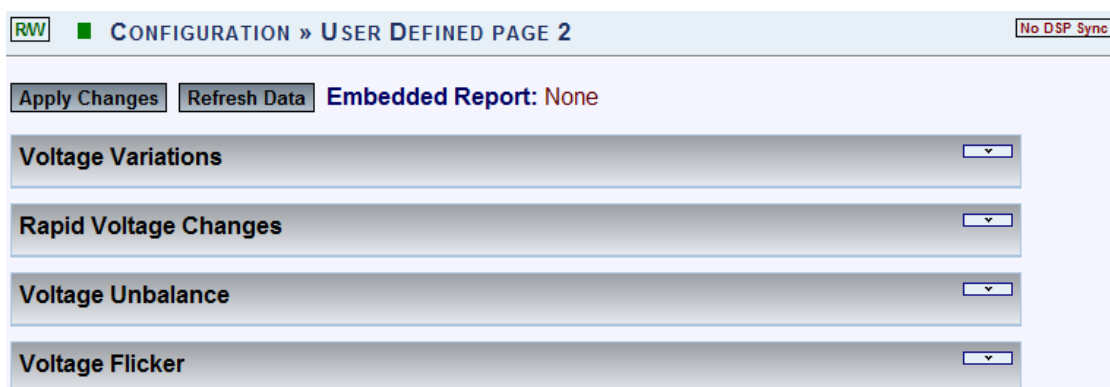 R/W CONFIGURATION » USER DEFINED PAGE 2 No DSP Sync
Apply Changes Refresh Data Embedded Report: None
Voltage Variations
Rapid Voltage Changes
Voltage Unbalance
Voltage Flicker